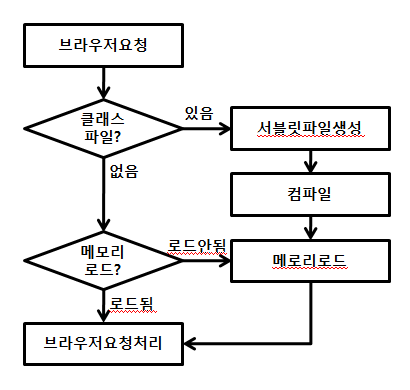 브라우저요청
클래스
파일?
있음
서블릿파일생성
없음
컴파일
메모리
로드?
로드안됨
메로리로드
로드됨
브라우저요청처리